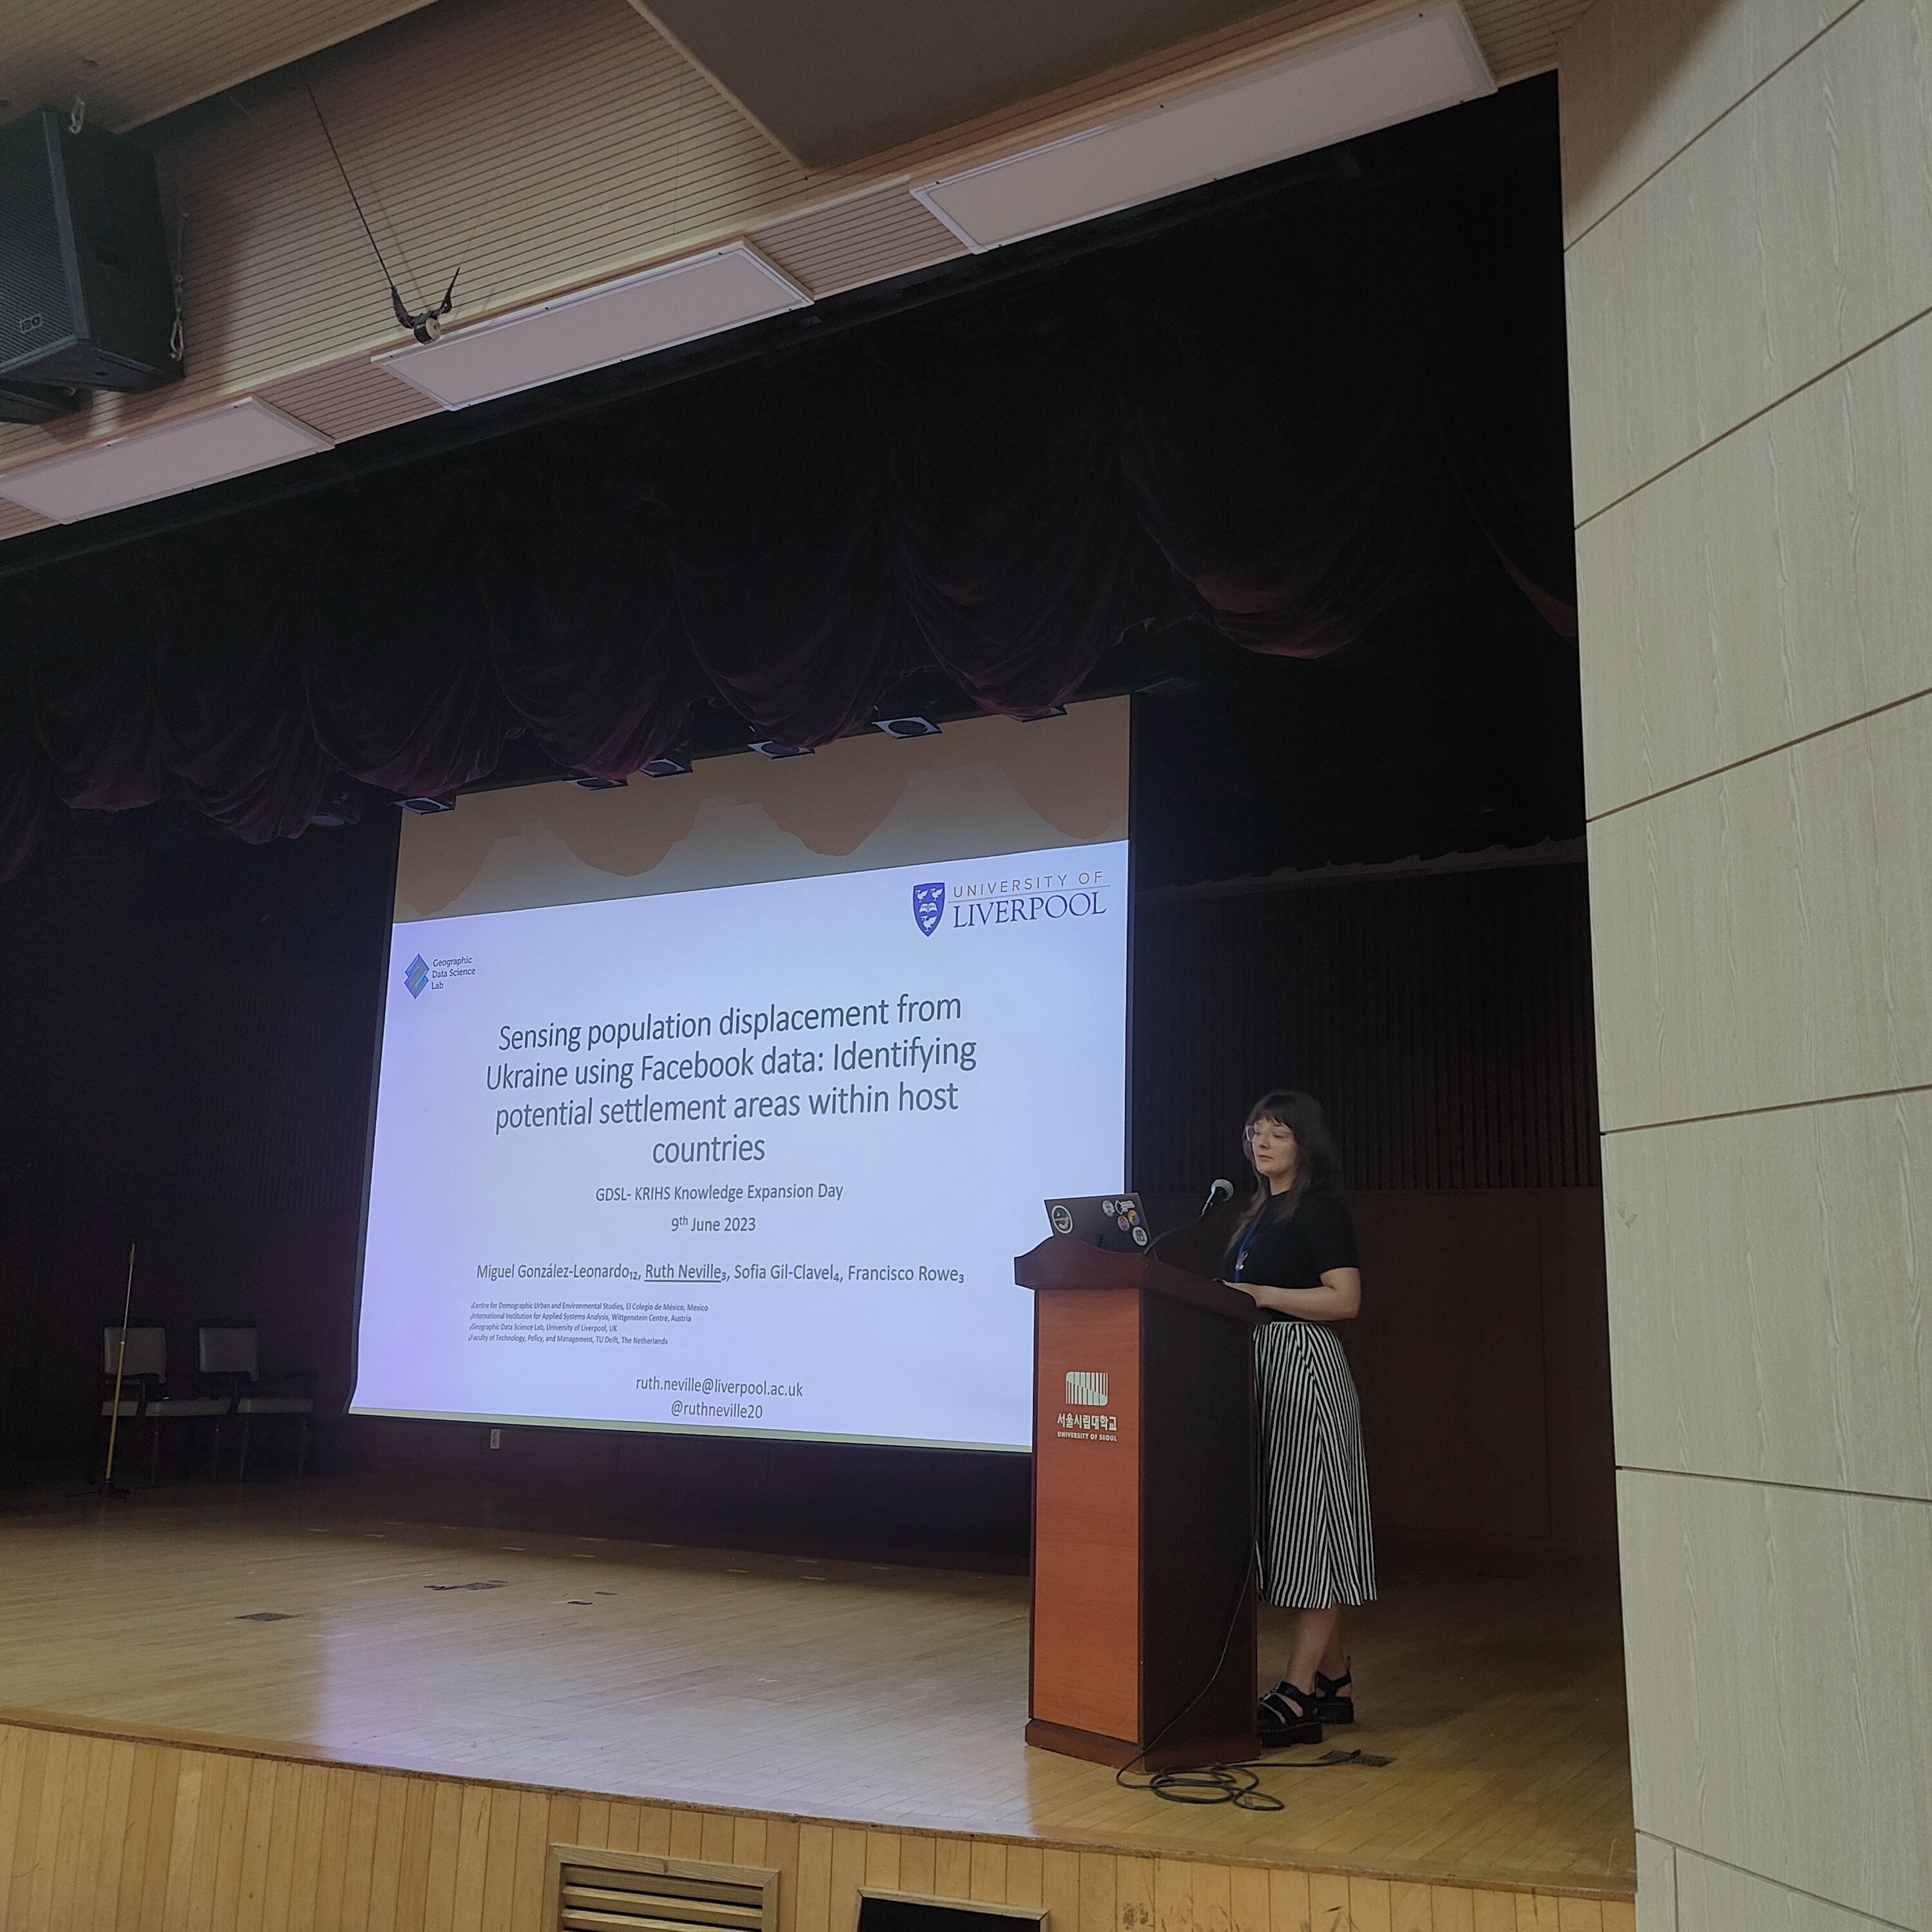 UNIVERSITY OF
LIVERPOOL
Geographic
Data Science
Lab
Sensing population displacement from
Ukraine using Facebook data: Identifying
potential settlement areas within host
countries
GDSL- KRIHS Knowledge Expansion Day
9th June 2023
Miguel González-Leonardo₁₂, Ruth Neville₃, Sofia Gil-Clavel₄, Francisco Rowe₃
₁Centre for Demographic Urban and Environmental Studies, El Colegio de México, Mexico
₂International Institution for Applied Systems Analysis, Wittgenstein Centre, Austria
₃Geographic Data Science Lab, University of Liverpool, UK
₄Faculty of Technology, Policy, and Management, TU Delft, The Netherlands
ruth.neville@liverpool.ac.uk
@ruthneville20
서울시립대학교
UNIVERSITY OF SEOUL